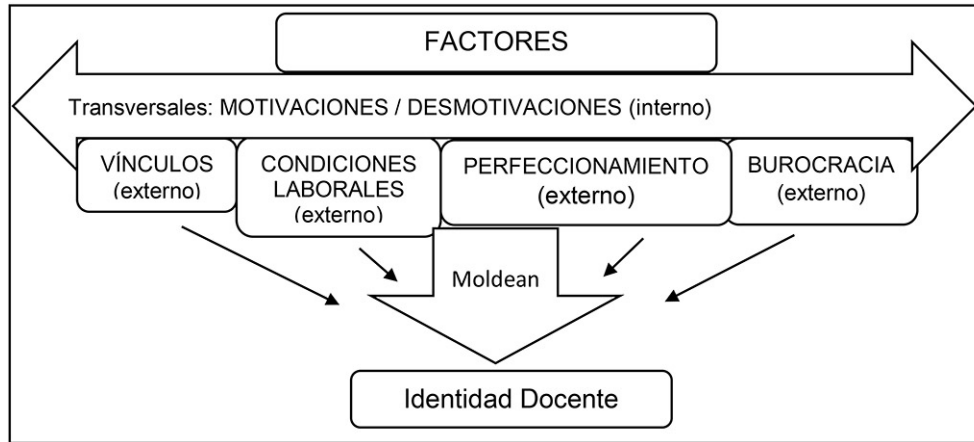 FACTORES
Transversales: MOTIVACIONES / DESMOTIVACIONES (interno)
VÍNCULOS
(externo)
CONDICIONES
LABORALES
(externo)
PERFECCIONAMIENTO
(externo)
BUROCRACIA
(externo)
Moldean
Identidad Docente